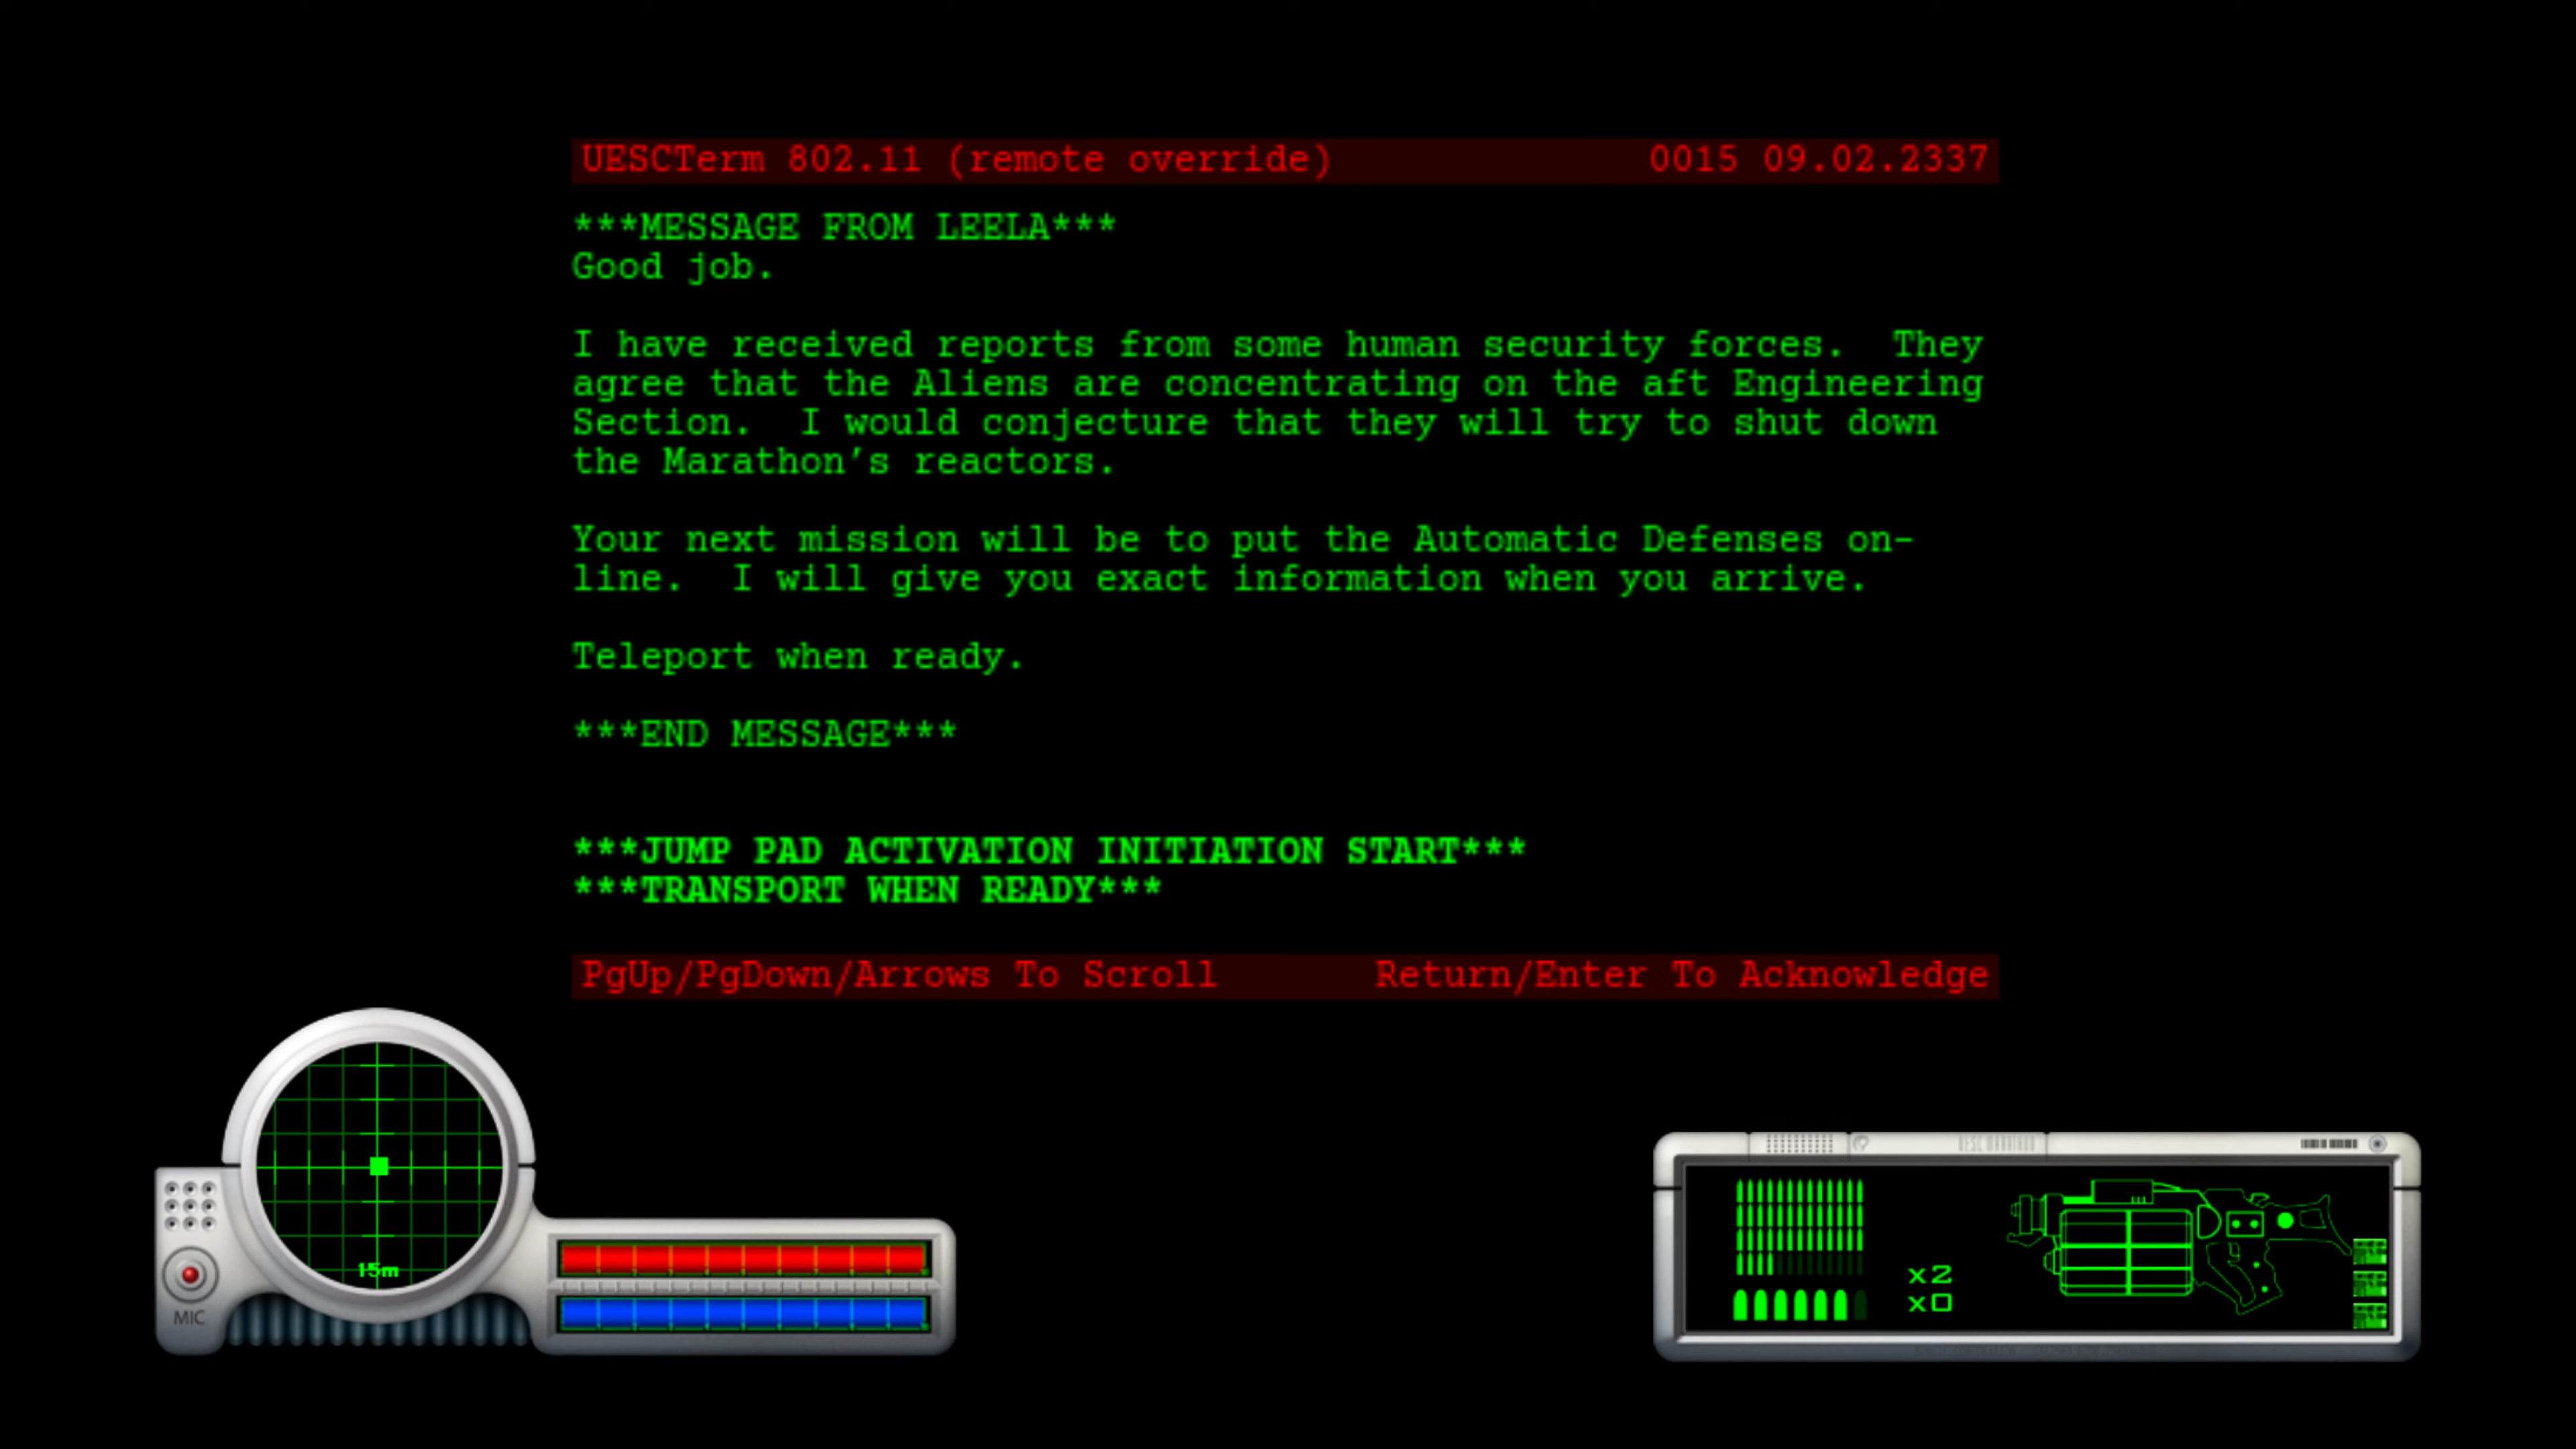 UESCTerm 802.11 (remote override) 0015 09.02.2337
***MESSAGE FROM LEELA***
Good job.
I have received reports from some human security forces.  They
agree that the Aliens are concentrating on the aft Engineering
Section.  I would conjecture that they will try to shut down
the Marathon's reactors.
Your next mission will be to put the Automatic Defenses on-
line.  I will give you exact information when you arrive.
Teleport when ready.
***END MESSAGE***
***JUMP PAD ACTIVATION INITIATION START***
***TRANSPORT WHEN READY***
PgUp/PgDown/Arrows To Scroll Return/Enter To Acknowledge
15m
MIC
UESC MARATHON
x2
x0